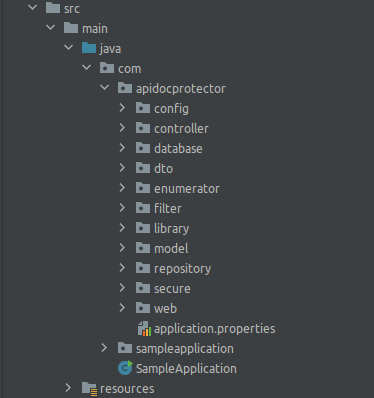 src
main
java
com
apidocprotector
config
controller
database
dto
enumerator
filter
library
model
repository
secure
web
application.properties
sampleapplication
SampleApplication
resources